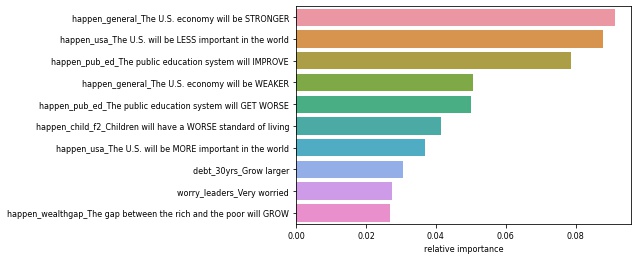 happen_general_The U.S. economy will be STRONGER
happen_usa_The U.S. will be LESS important in the world
happen_pub_ed_The public education system will IMPROVE
happen_general_The U.S. economy will be WEAKER
happen_pub_ed_The public education system will GET WORSE
happen_child_f2_Children will have a WORSE standard of living
happen_usa_The U.S. will be MORE important in the world
debt_30yrs_Grow larger
worry_leaders_Very worried
happen_wealthgap_The gap between the rich and the poor will GROW
0.00 0.02 0.04 0.06 0.08
relative importance